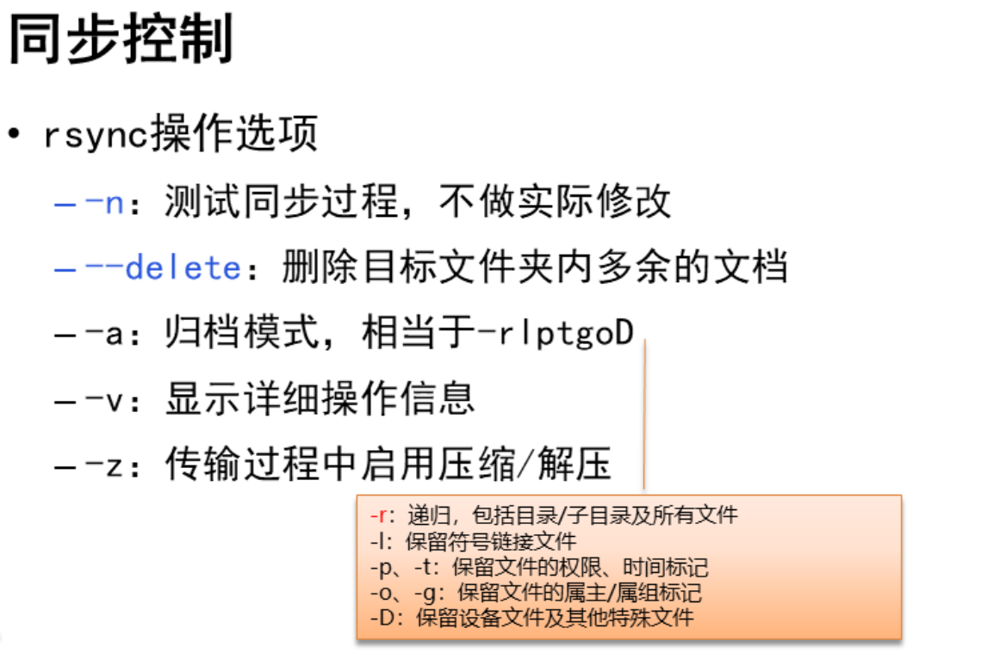 同步控制
• rsync操作选项
– -n：测试同步过程，不做实际修改
– --delete：删除目标文件夹内多余的文档
– -a：归档模式，相当于-rlptgoD
– -v：显示详细操作信息
– -z：传输过程中启用压缩/解压
-r：递归，包括目录/子目录及所有文件
-l：保留符号链接文件
-p、-t：保留文件的权限、时间标记
-o、-g：保留文件的属主/属组标记
-D：保留设备文件及其他特殊文件